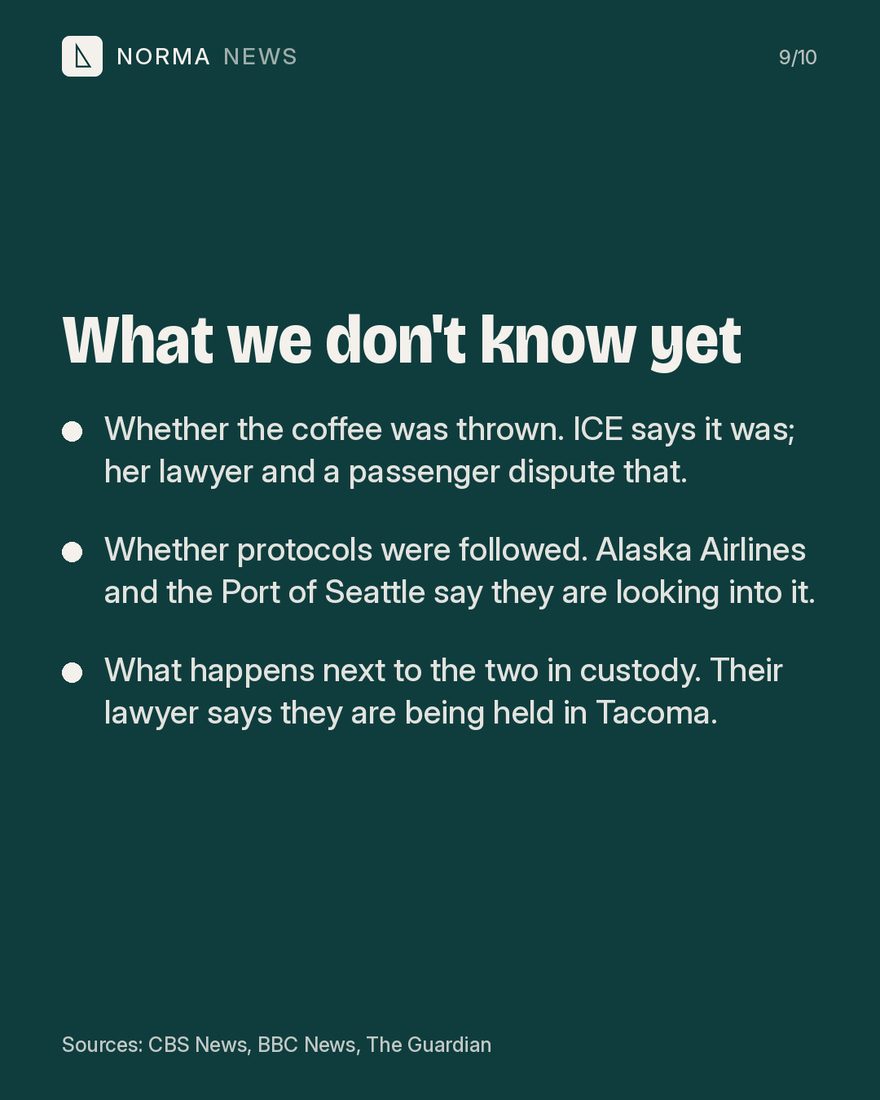 NORMA NEWS
9/10
What we don't know yet
Whether the coffee was thrown. ICE says it was;
her lawyer and a passenger dispute that.
Whether protocols were followed. Alaska Airlines
and the Port of Seattle say they are looking into it.
What happens next to the two in custody. Their
lawyer says they are being held in Tacoma.
Sources: CBS News, BBC News, The Guardian